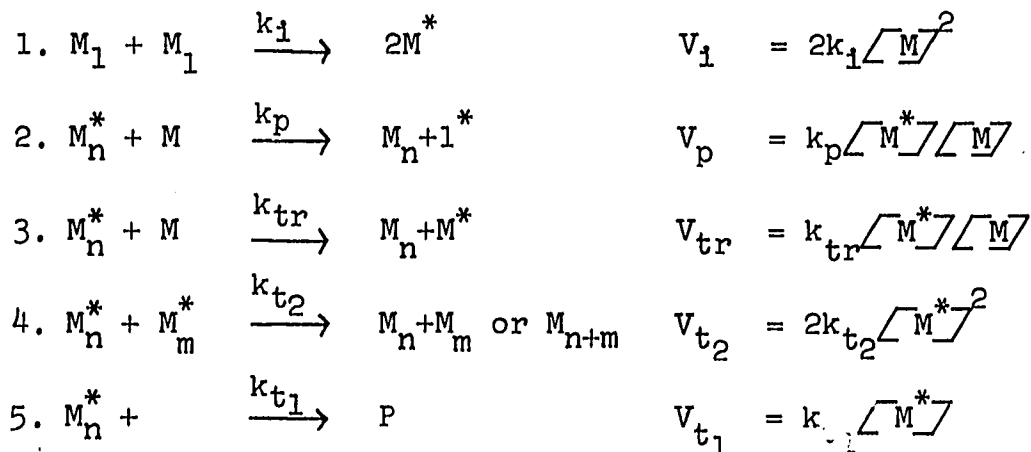 1. M₁ + M₁ —kᵢ→ 2M* Vᵢ = 2kᵢ[M]²
2. Mₙ* + M —kₚ→ Mₙ+1* Vₚ = kₚ[M*][M]
3. Mₙ* + M —kₜᵣ→ Mₙ+M* Vₜᵣ = kₜᵣ[M*][M]
4. Mₙ* + Mₘ* —kₜ₂→ Mₙ+Mₘ or Mₙ₊ₘ Vₜ₂ = 2kₜ₂[M*]²
5. Mₙ* + —kₜ₁→ P Vₜ₁ = k [M*]